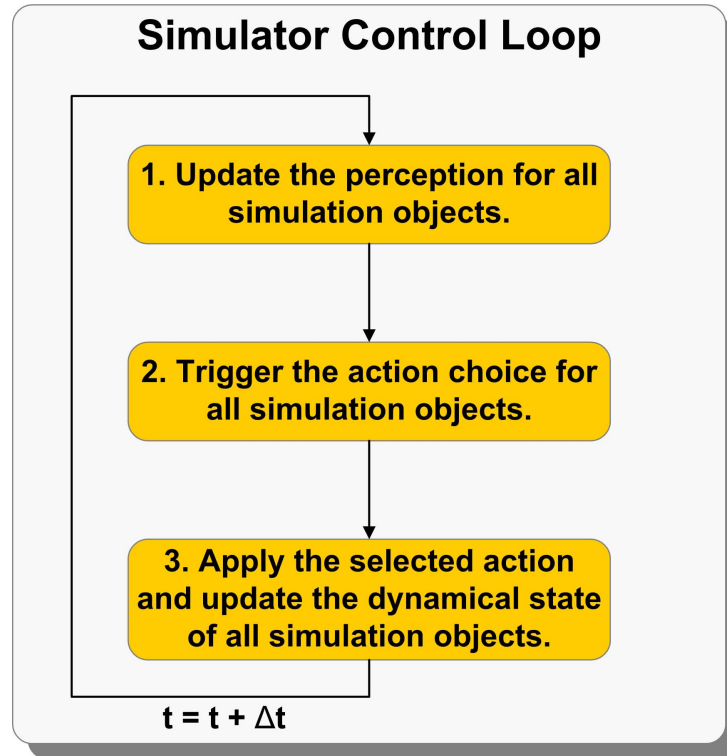 Simulator Control Loop
1. Update the perception for all
simulation objects.
2. Trigger the action choice for
all simulation objects.
3. Apply the selected action
and update the dynamical state
of all simulation objects.
t = t + Δt